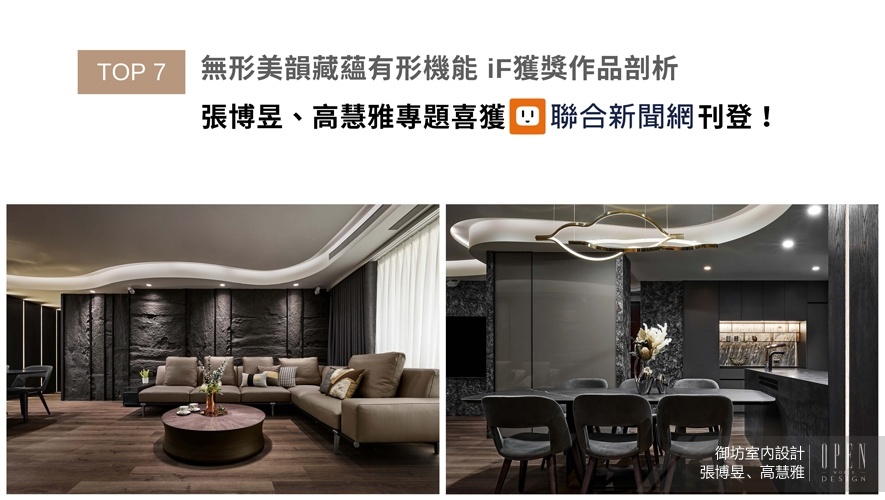 TOP 7
無形美韻藏蘊有形機能 iF獲獎作品剖析
張博昱、高慧雅專題喜獲聯合新聞網刊登！
御坊室內設計
張博昱、高慧雅
OPEN
WORKS
DESIGN